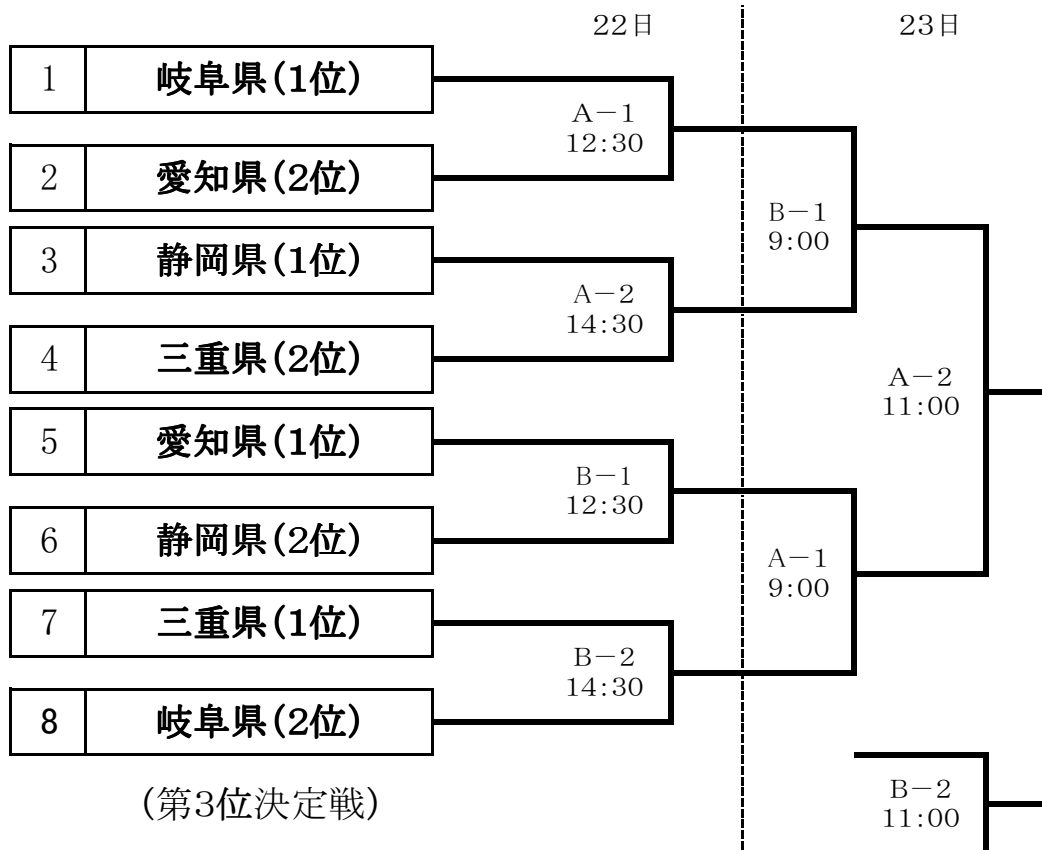 22日
23日
1 岐阜県(1位)
A-1
12:30
2 愛知県(2位)
B-1
9:00
3 静岡県(1位)
A-2
14:30
4 三重県(2位)
A-2
11:00
5 愛知県(1位)
B-1
12:30
6 静岡県(2位)
A-1
9:00
7 三重県(1位)
B-2
14:30
8 岐阜県(2位)
(第3位決定戦)
B-2
11:00